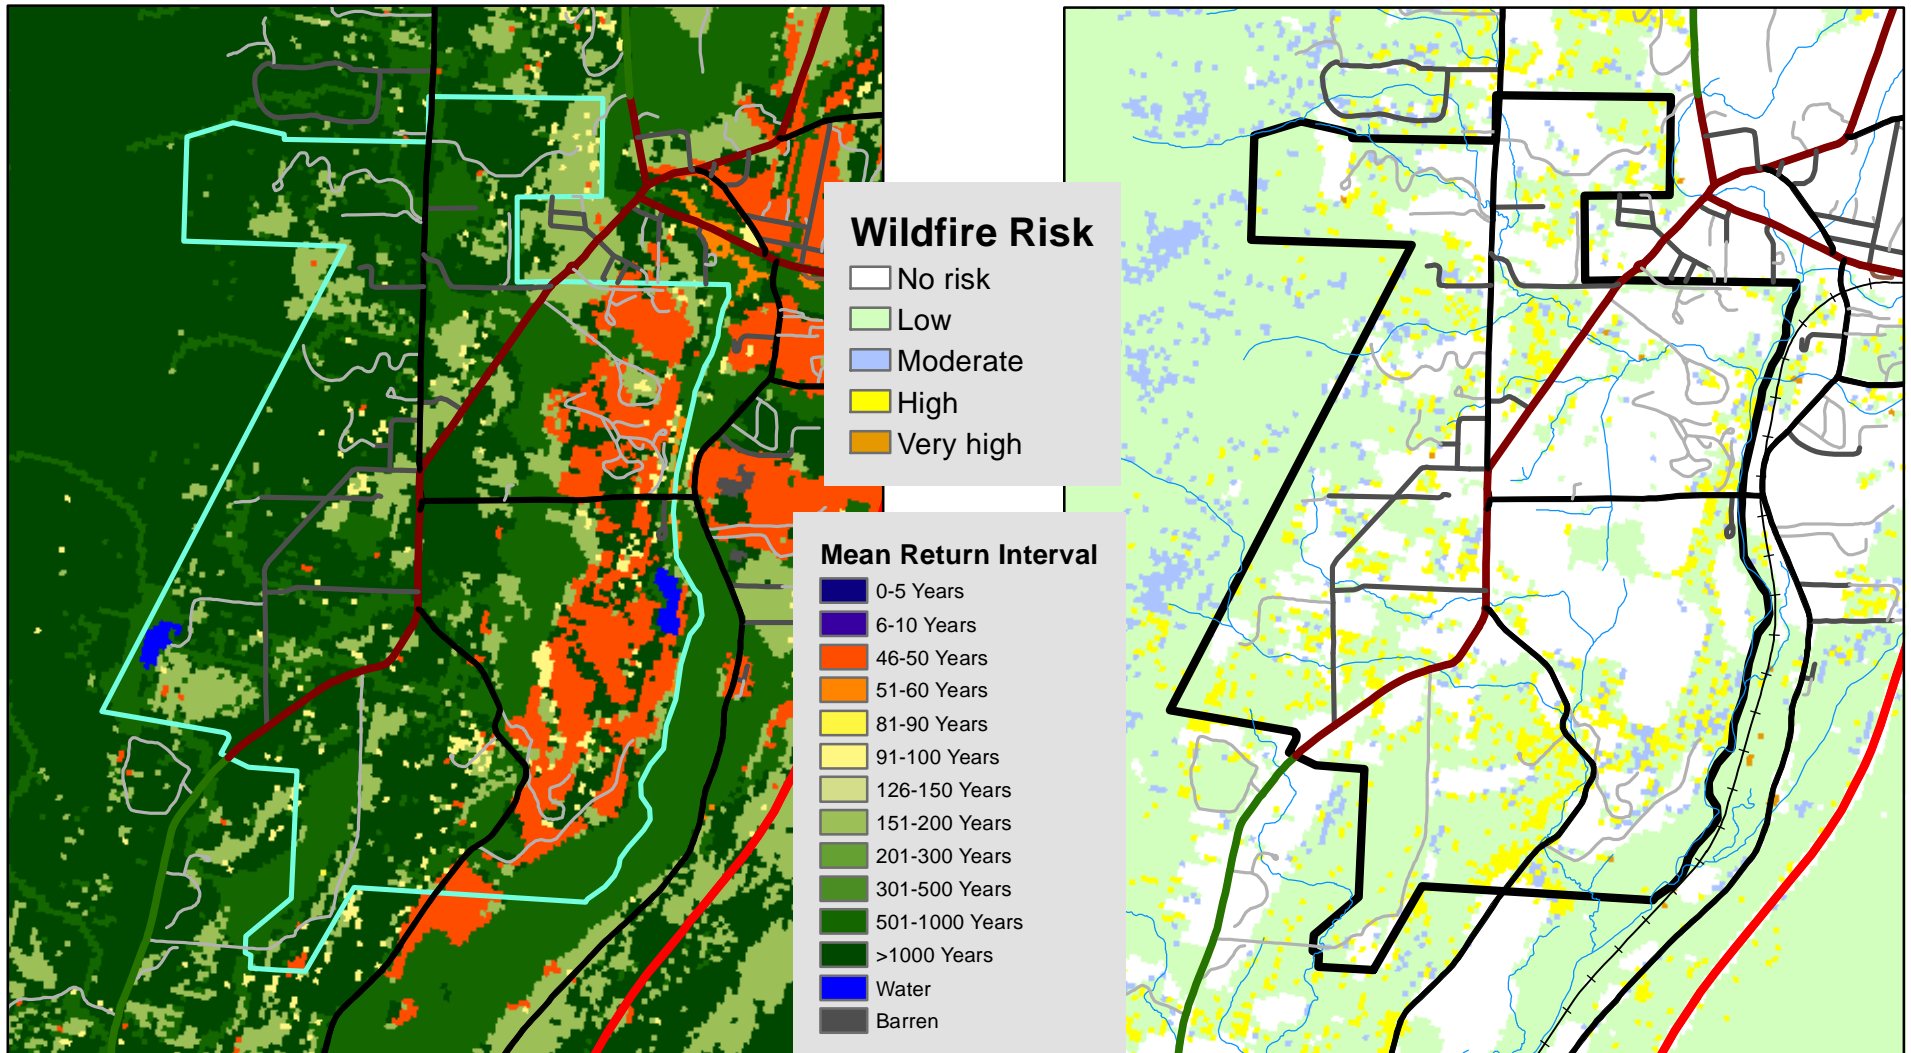 Wildfire Risk
No risk
Low
Moderate
High
Very high
Mean Return Interval
0-5 Years
6-10 Years
46-50 Years
51-60 Years
81-90 Years
91-100 Years
126-150 Years
151-200 Years
201-300 Years
301-500 Years
501-1000 Years
>1000 Years
Water
Barren